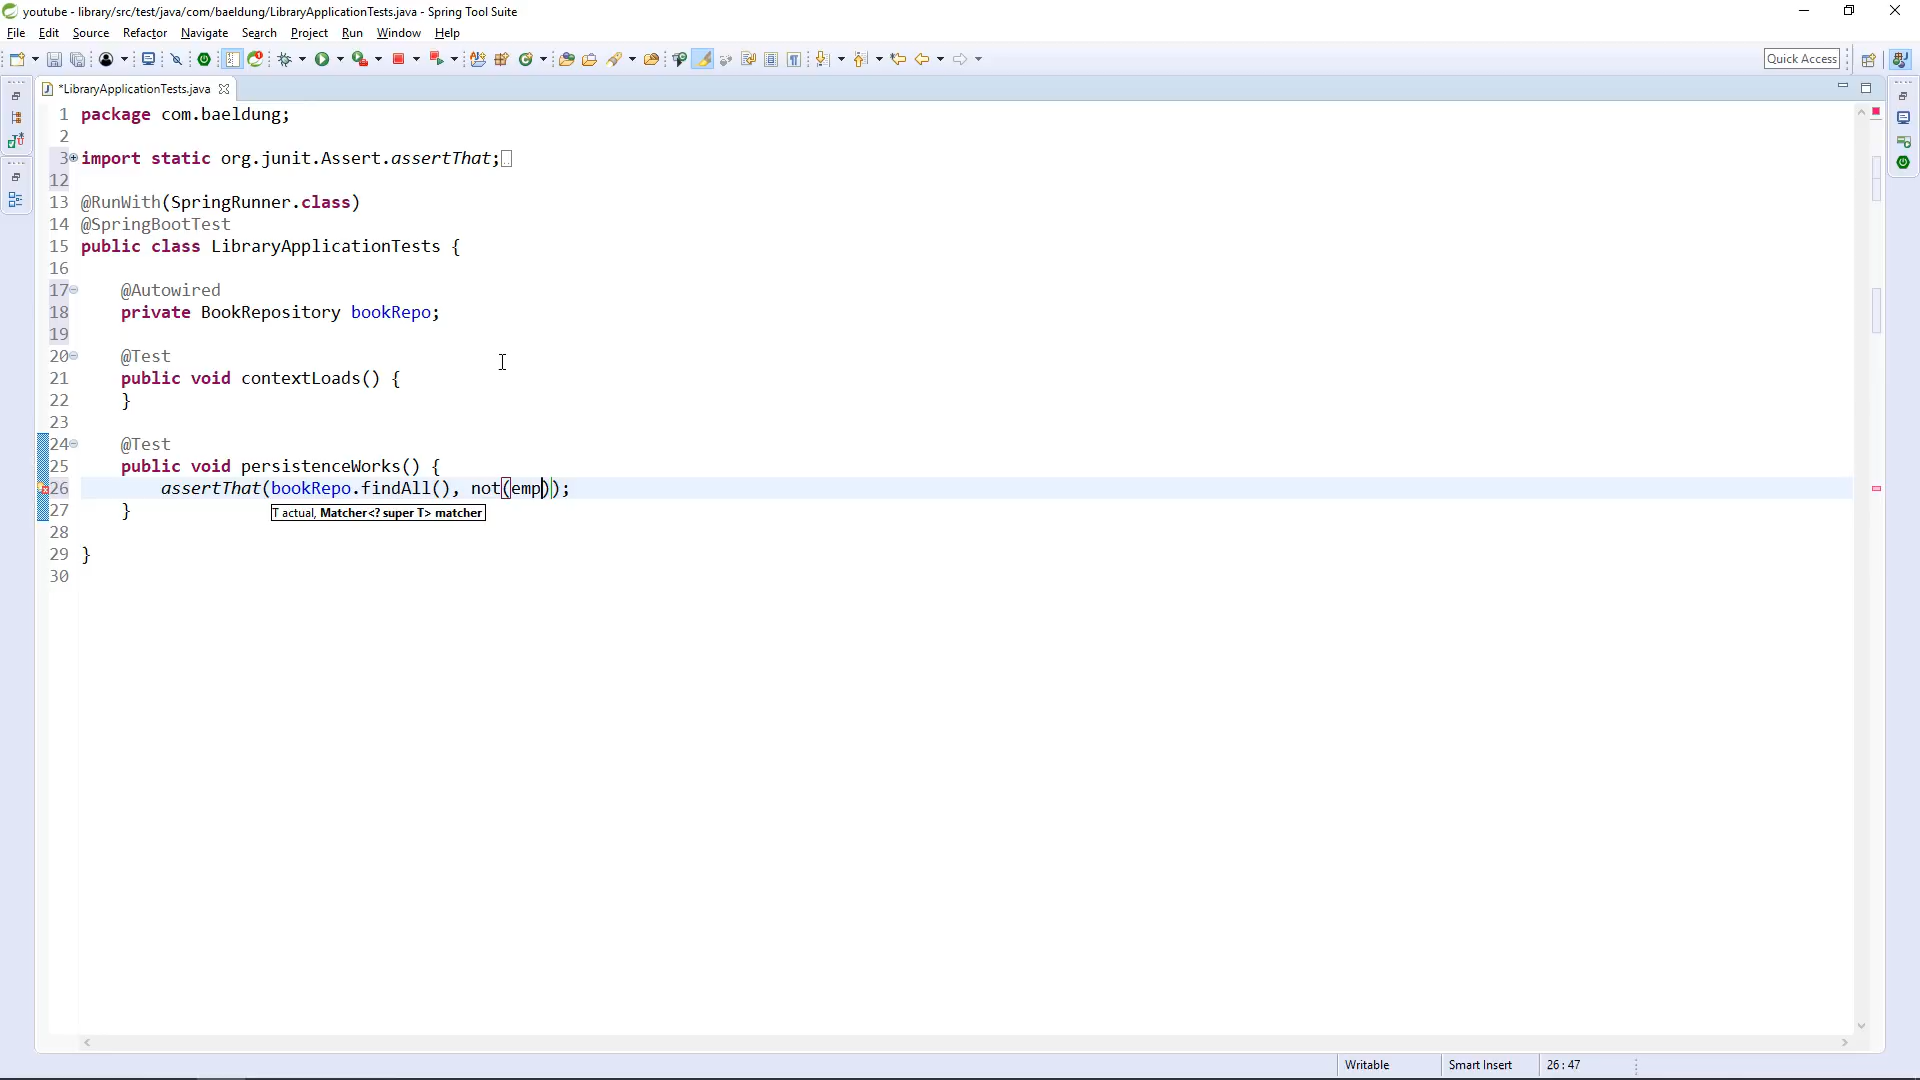 youtube - library/src/test/java/com/baeldung/LibraryApplicationTests.java - Spring Tool Suite
File Edit Source Refactor Navigate Search Project Run Window Help
Quick Access
*LibraryApplicationTests.java
1 package com.baeldung;
2
3 import static org.junit.Assert.assertThat;
12
13 @RunWith(SpringRunner.class)
14 @SpringBootTest
15 public class LibraryApplicationTests {
16
17 @Autowired
18 private BookRepository bookRepo;
19
20 @Test
21 public void contextLoads() {
22 }
23
24 @Test
25 public void persistenceWorks() {
26 assertThat(bookRepo.findAll(), not(emp));
27 }
T actual, Matcher<? super T> matcher
28
29 }
30
Writable Smart Insert 26 : 47